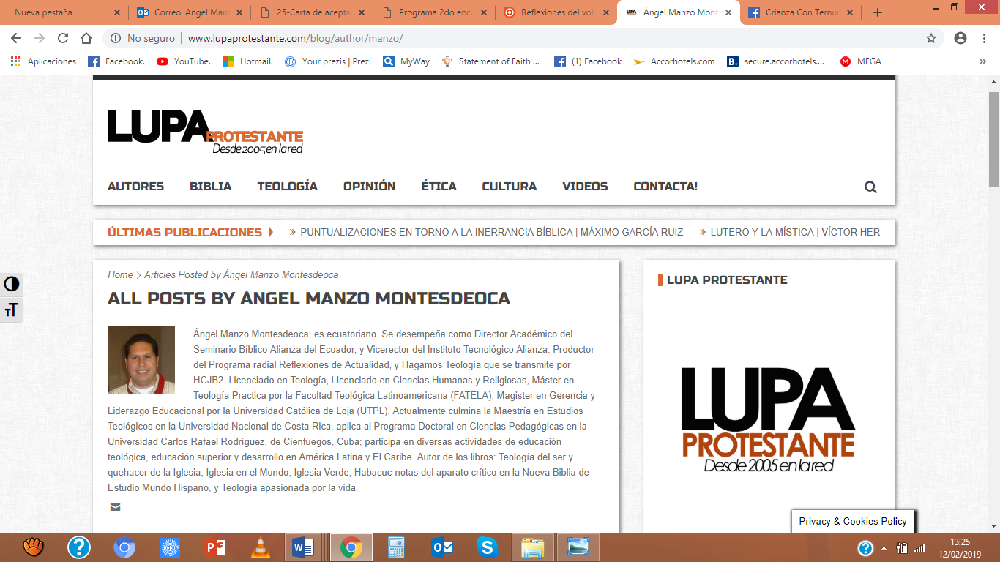 Nueva pestaña
Correo: Angel Man
25-Carta de acepta
Programa 2do enc
Reflexiones del vol
Ángel Manzo Mont
Crianza Con Ternu
No seguro | www.lupaprotestante.com/blog/author/manzo/
Aplicaciones Facebook. YouTube. Hotmail. Your prezis | Prezi MyWay Statement of Faith ... (1) Facebook Accorhotels.com secure.accorhotels.... MEGA »
LUPA
PROTESTANTE
Desde 2005 en la red
AUTORES BIBLIA TEOLOGÍA OPINIÓN ÉTICA CULTURA VIDEOS CONTACTA!
ÚLTIMAS PUBLICACIONES » PUNTUALIZACIONES EN TORNO A LA INERRANCIA BÍBLICA | MÁXIMO GARCÍA RUIZ » LUTERO Y LA MÍSTICA | VÍCTOR HER
Home > Articles Posted by Ángel Manzo Montesdeoca
ALL POSTS BY ÁNGEL MANZO MONTESDEOCA
Ángel Manzo Montesdeoca; es ecuatoriano. Se desempeña como Director Académico del
Seminario Bíblico Alianza del Ecuador, y Vicerector del Instituto Tecnológico Alianza. Productor
del Programa radial Reflexiones de Actualidad, y Hagamos Teología que se transmite por
HCJB2. Licenciado en Teología, Licenciado en Ciencias Humanas y Religiosas, Máster en
Teología Practica por la Facultad Teológica Latinoamericana (FATELA), Magister en Gerencia y
Liderazgo Educacional por la Universidad Católica de Loja (UTPL). Actualmente culmina la Maestría en Estudios
Teológicos en la Universidad Nacional de Costa Rica, aplica al Programa Doctoral en Ciencias Pedagógicas en la
Universidad Carlos Rafael Rodríguez, de Cienfuegos, Cuba; participa en diversas actividades de educación
teológica, educación superior y desarrollo en América Latina y El Caribe. Autor de los libros: Teología del ser y
quehacer de la Iglesia, Iglesia en el Mundo, Iglesia Verde, Habacuc-notas del aparato crítico en la Nueva Biblia de
Estudio Mundo Hispano, y Teología apasionada por la vida.
LUPA PROTESTANTE
LUPA
PROTESTANTE
Desde 2005 en la red
Privacy & Cookies Policy
13:25
12/02/2019